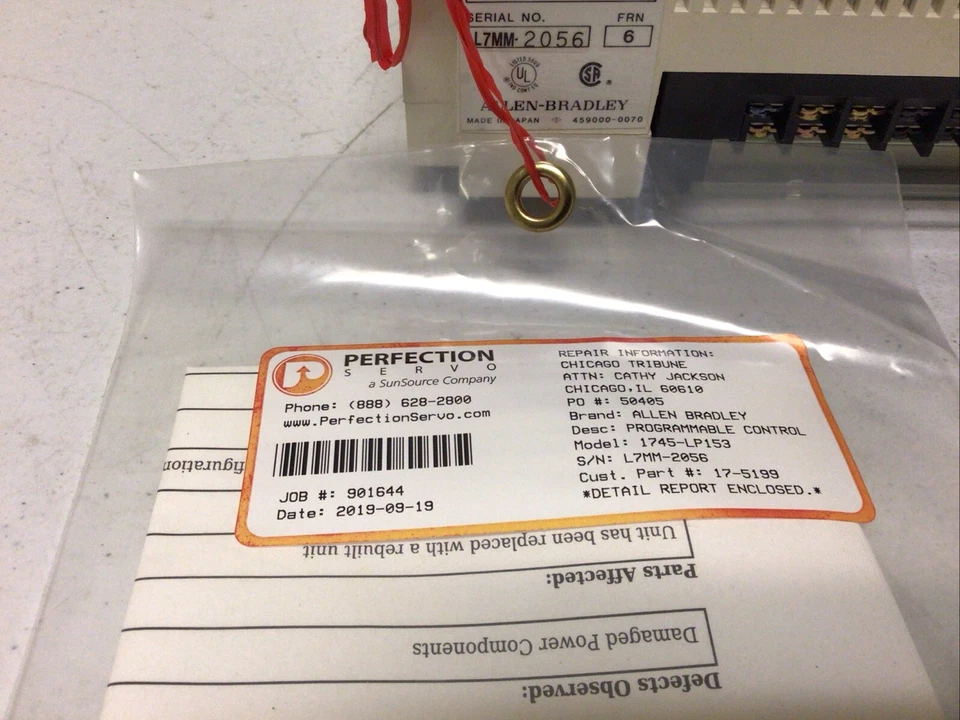 SERIAL NO. FRN
L7MM-2056 6
LISTED
UL
SA
ALLEN-BRADLEY
MADE IN JAPAN 459000-0070
PERFECTION
SERVO
a SunSource Company
Phone: (888) 628-2800
www.PerfectionServo.com
JOB #: 901644
Date: 2019-09-19
REPAIR INFORMATION:
CHICAGO TRIBUNE
ATTN: CATHY JACKSON
CHICAGO,IL 60610
PO #: 50405
Brand: ALLEN BRADLEY
Desc: PROGRAMMABLE CONTROL
Model: 1745-LP153
S/N: L7MM-2056
Cust. Part #: 17-5199
*DETAIL REPORT ENCLOSED.*
Defects Observed:
Damaged Power Components
Parts Affected:
Unit has been replaced with a rebuilt unit